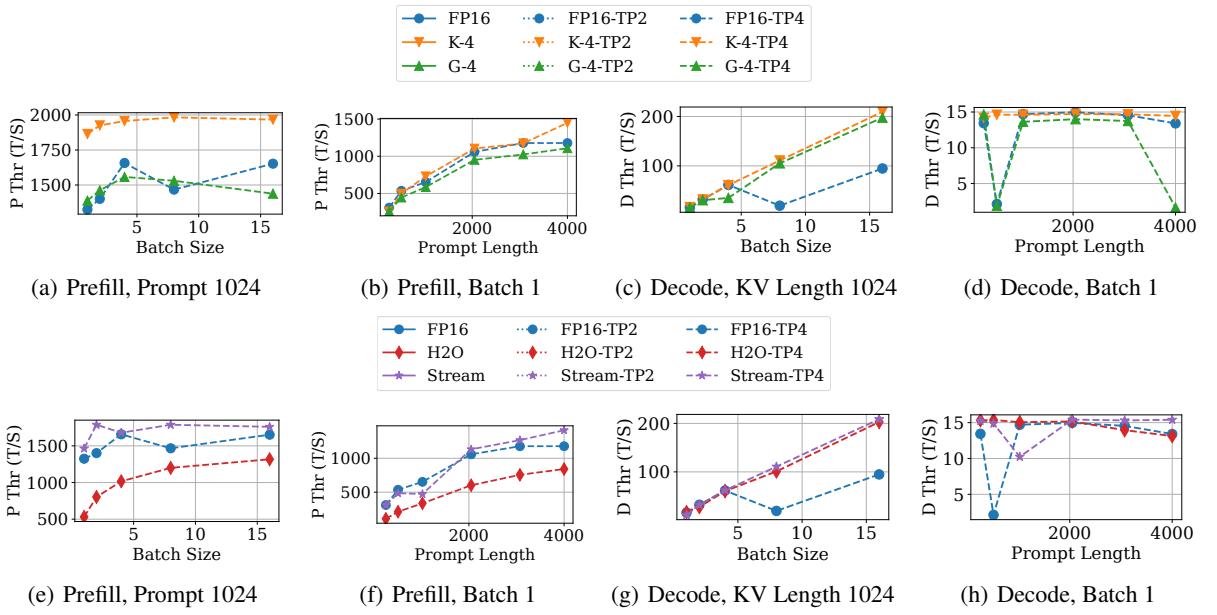 FP16 FP16-TP2 FP16-TP4
K-4 K-4-TP2 K-4-TP4
G-4 G-4-TP2 G-4-TP4
P Thr (T/S)
2000
1750
1500
5 10 15
Batch Size
P Thr (T/S)
1500
1000
500
2000 4000
Prompt Length
D Thr (T/S)
200
100
5 10 15
Batch Size
D Thr (T/S)
15
10
5
2000 4000
Prompt Length
(a) Prefill, Prompt 1024
(b) Prefill, Batch 1
(c) Decode, KV Length 1024
(d) Decode, Batch 1
FP16 FP16-TP2 FP16-TP4
H2O H2O-TP2 H2O-TP4
Stream Stream-TP2 Stream-TP4
P Thr (T/S)
1500
1000
500
5 10 15
Batch Size
P Thr (T/S)
1000
500
2000 4000
Prompt Length
D Thr (T/S)
200
100
5 10 15
Batch Size
D Thr (T/S)
15
10
5
0 2000 4000
Prompt Length
(e) Prefill, Prompt 1024
(f) Prefill, Batch 1
(g) Decode, KV Length 1024
(h) Decode, Batch 1